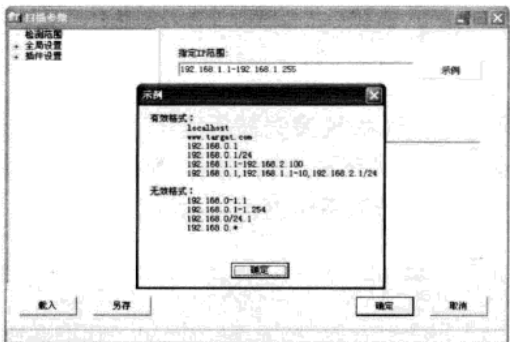 扫描参数
检测范围
全局设置
插件设置
指定IP范围:
192.168.1.1-192.168.1.255
示例
示例
有效格式:
localhost
www.target.com
192.168.0.1
192.168.0.1/24
192.168.1.1-192.168.2.100
192.168.0.1,192.168.1.1-10,192.168.2.1/24
无效格式:
192.168.0-1.1
192.168.0.1-1.254
192.168.0/24.1
192.168.0.*
确定
载入
另存
确定
取消